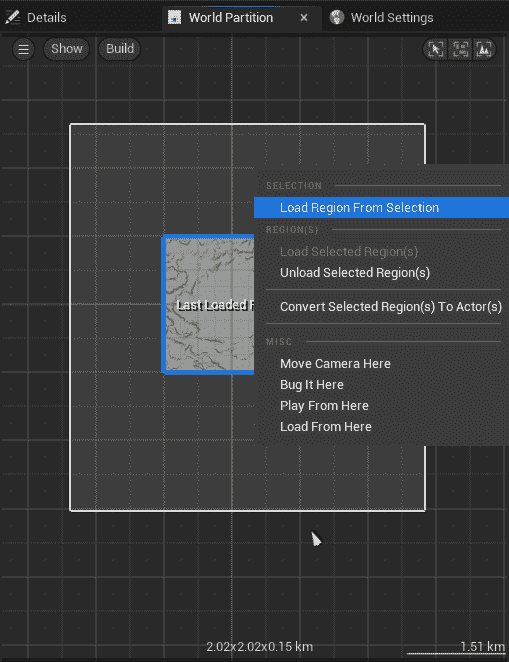 Details
World Partition
World Settings
Show
Build
SELECTION
Load Region From Selection
REGION(S)
Load Selected Region(s)
Unload Selected Region(s)
Last Loaded
Convert Selected Region(s) To Actor(s)
MISC
Move Camera Here
Bug It Here
Play From Here
Load From Here
2.02x2.02x0.15 km
1.51 km